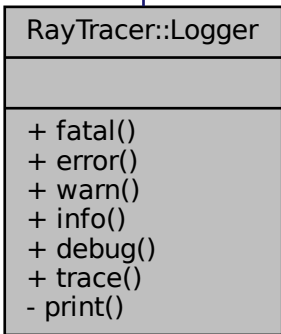 RayTracer::Logger
+ fatal()
+ error()
+ warn()
+ info()
+ debug()
+ trace()
- print()